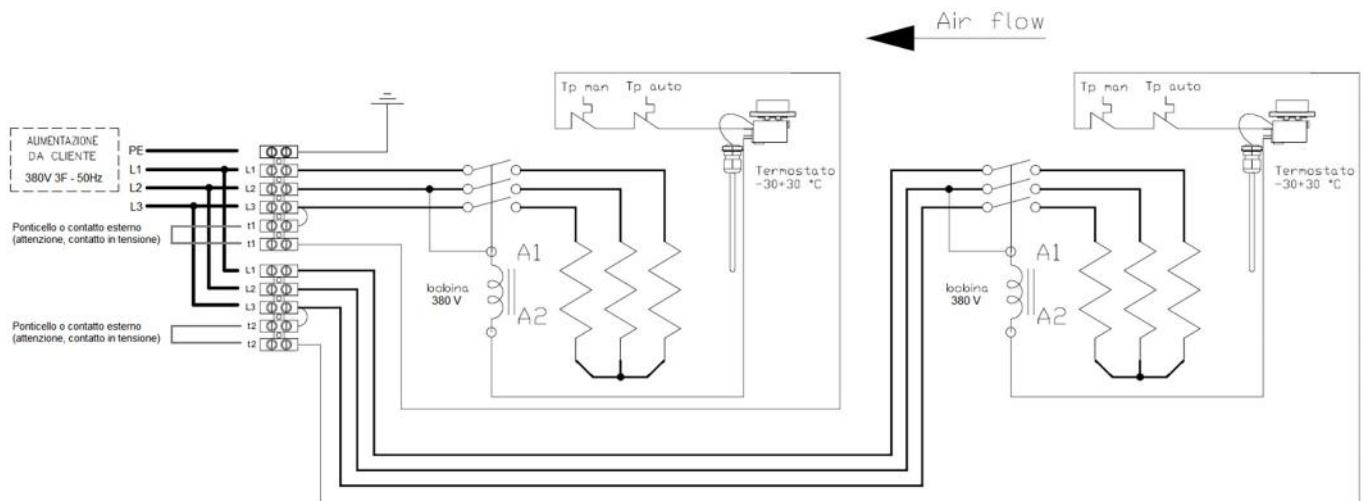 Air flow
Tp man
Tp auto
Termostato
-30+30 °C
Tp man
Tp auto
Termostato
-30+30 °C
ALIMENTAZIONE
DA CLIENTE
380V 3F - 50Hz
PE
L1
L2
L3
L1
L2
L3
t1
t1
Ponticello o contatto esterno
(attenzione, contatto in tensione)
L1
L2
L3
t2
t2
Ponticello o contatto esterno
(attenzione, contatto in tensione)
A1
bobina
380 V
A2
A1
bobina
380 V
A2